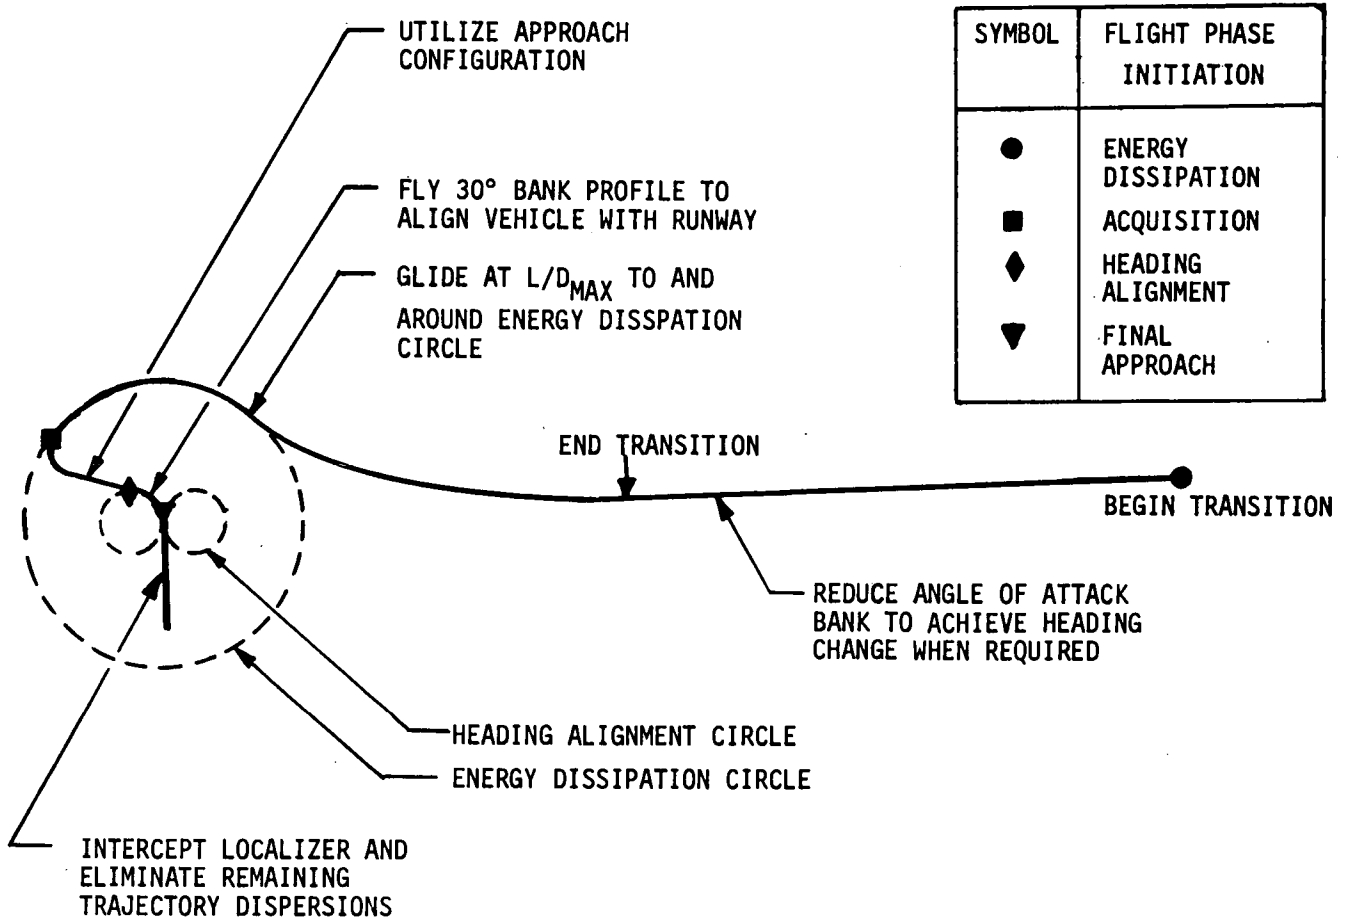 UTILIZE APPROACH
CONFIGURATION
FLY 30° BANK PROFILE TO
ALIGN VEHICLE WITH RUNWAY
GLIDE AT L/DMAX TO AND
AROUND ENERGY DISSPATION
CIRCLE
SYMBOL
FLIGHT PHASE
INITIATION
ENERGY
DISSIPATION
ACQUISITION
HEADING
ALIGNMENT
FINAL
APPROACH
END TRANSITION
BEGIN TRANSITION
REDUCE ANGLE OF ATTACK
BANK TO ACHIEVE HEADING
CHANGE WHEN REQUIRED
HEADING ALIGNMENT CIRCLE
ENERGY DISSIPATION CIRCLE
INTERCEPT LOCALIZER AND
ELIMINATE REMAINING
TRAJECTORY DISPERSIONS